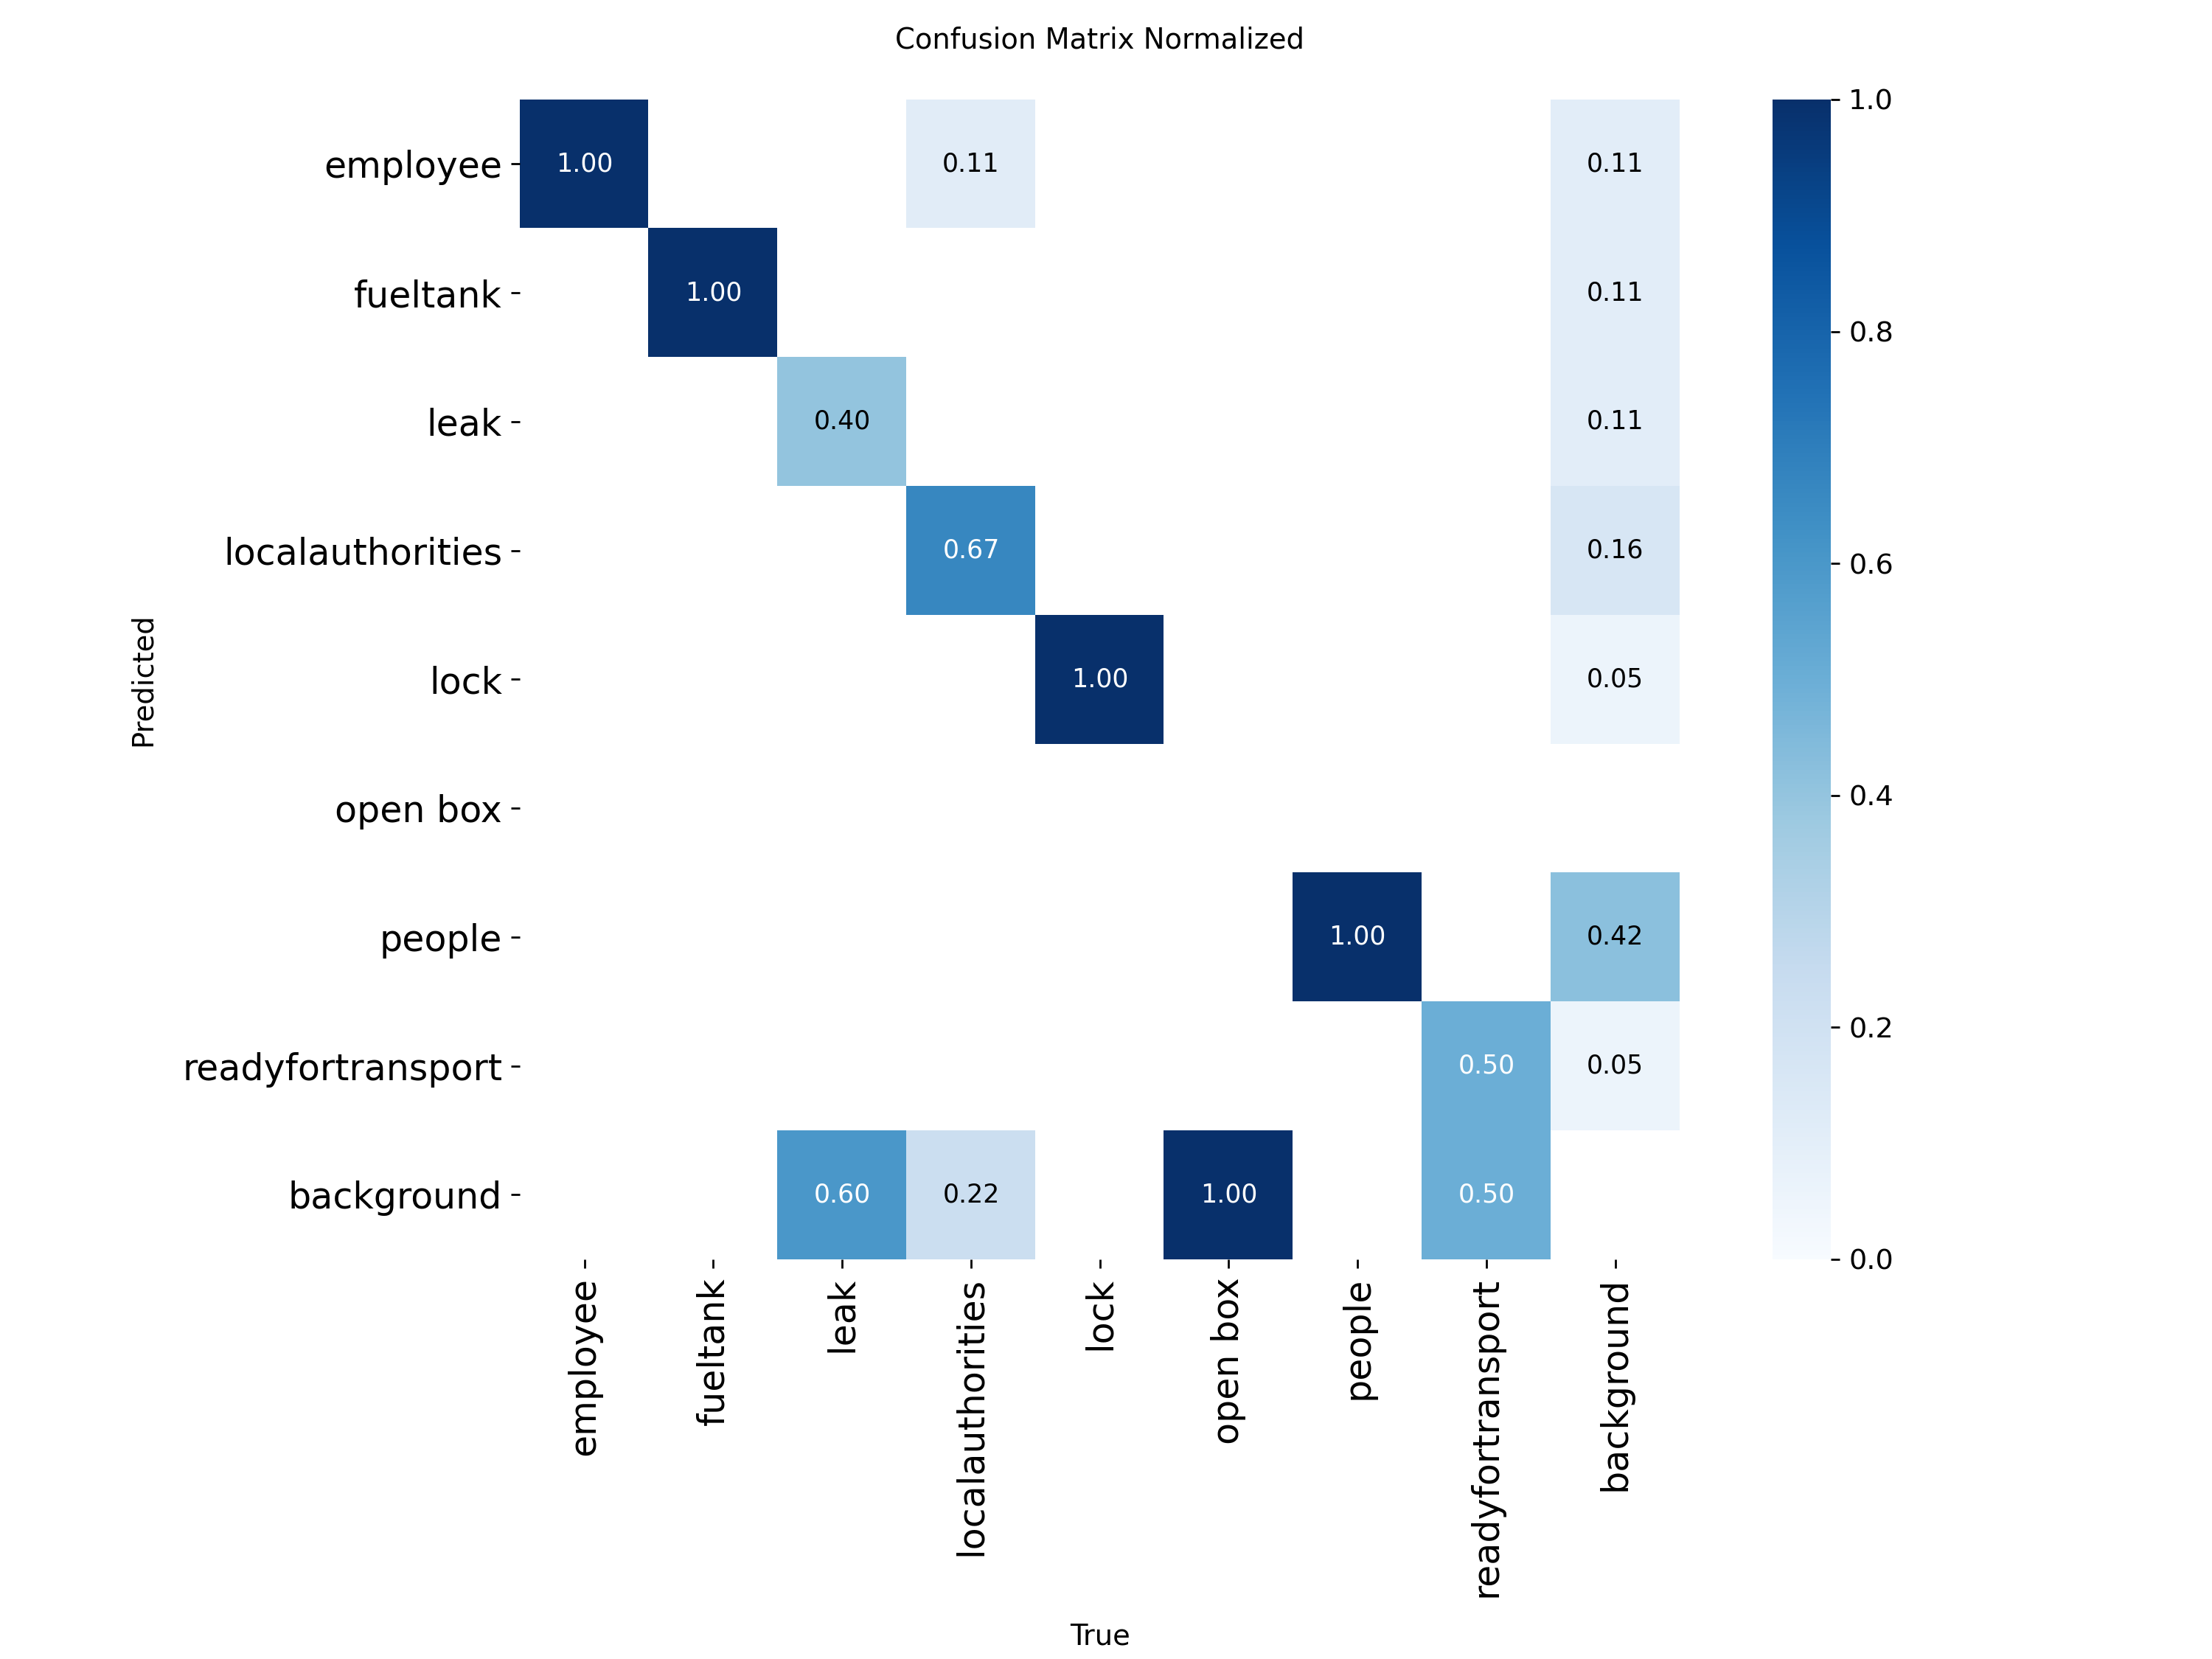 Confusion Matrix Normalized
employee 1.00 0.11 0.11
fueltank 1.00 0.11
leak 0.40 0.11
localauthorities 0.67 0.16
lock 1.00 0.05
open box
people 1.00 0.42
readyfortransport 0.50 0.05
background 0.60 0.22 1.00 0.50
Predicted
employee
fueltank
leak
localauthorities
lock
open box
people
readyfortransport
background
True
1.0
0.8
0.6
0.4
0.2
0.0